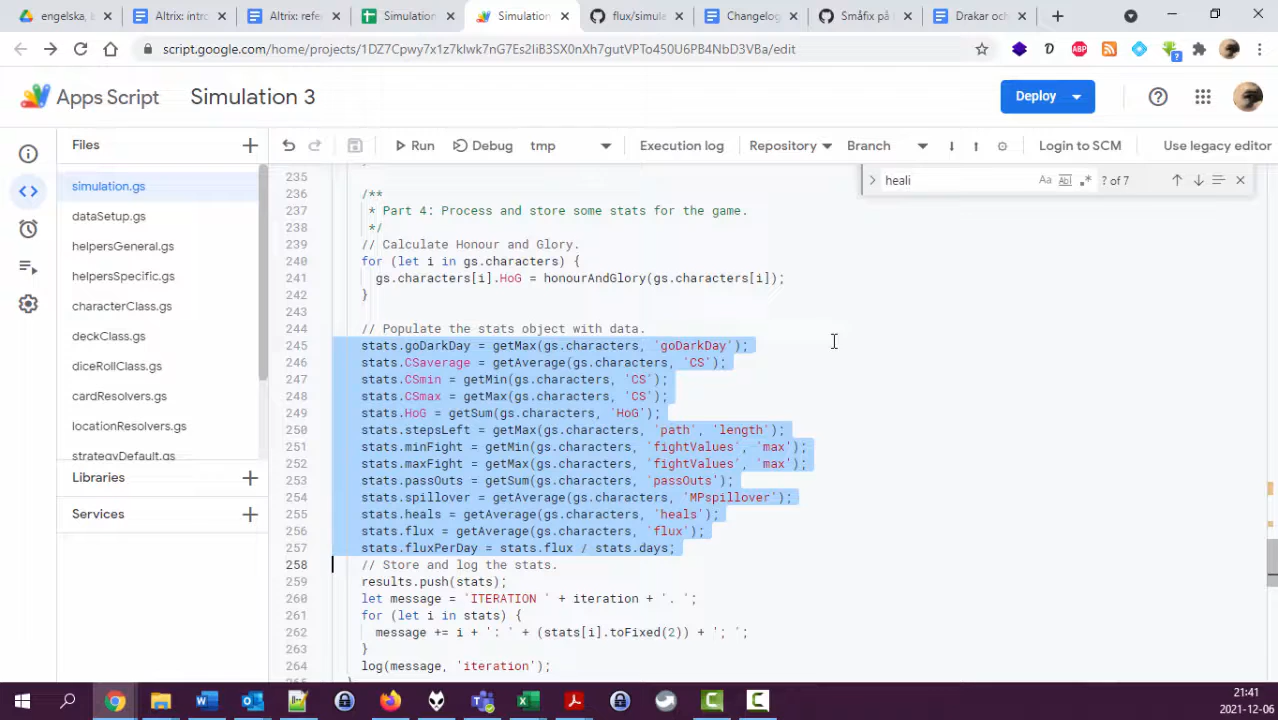 engelska,
Altrix: intro
Altrix: refer
Simulation
Simulation
flux/simule
Changelog
Småfix på
Drakar och
script.google.com/home/projects/1DZ7Cpwy7x1z7kIwk7nG7Es2IiB3SX0nXh7gutVPTo450U6PB4NbD3VBa/edit
Apps Script Simulation 3 Deploy
Files Run Debug tmp Execution log Repository Branch Login to SCM Use legacy editor
heali Aa Ab| .* ? of 7
simulation.gs
dataSetup.gs
helpersGeneral.gs
helpersSpecific.gs
characterClass.gs
deckClass.gs
diceRollClass.gs
cardResolvers.gs
locationResolvers.gs
strategyDefault.gs
Libraries
Services
235
236 /**
237 * Part 4: Process and store some stats for the game.
238 */
239 // Calculate Honour and Glory.
240 for (let i in gs.characters) {
241 gs.characters[i].HoG = honourAndGlory(gs.characters[i]);
242 }
243
244 // Populate the stats object with data.
245 stats.goDarkDay = getMax(gs.characters, 'goDarkDay');
246 stats.CSaverage = getAverage(gs.characters, 'CS');
247 stats.CSmin = getMin(gs.characters, 'CS');
248 stats.CSmax = getMax(gs.characters, 'CS');
249 stats.HoG = getSum(gs.characters, 'HoG');
250 stats.stepsLeft = getMax(gs.characters, 'path', 'length');
251 stats.minFight = getMin(gs.characters, 'fightValues', 'max');
252 stats.maxFight = getMax(gs.characters, 'fightValues', 'max');
253 stats.passOuts = getSum(gs.characters, 'passOuts');
254 stats.spillover = getAverage(gs.characters, 'MPspillover');
255 stats.heals = getAverage(gs.characters, 'heals');
256 stats.flux = getAverage(gs.characters, 'flux');
257 stats.fluxPerDay = stats.flux / stats.days;
258 // Store and log the stats.
259 results.push(stats);
260 let message = 'ITERATION ' + iteration + '. ';
261 for (let i in stats) {
262 message += i + ': ' + (stats[i].toFixed(2)) + '; ';
263 }
264 log(message, 'iteration');
21:41
2021-12-06